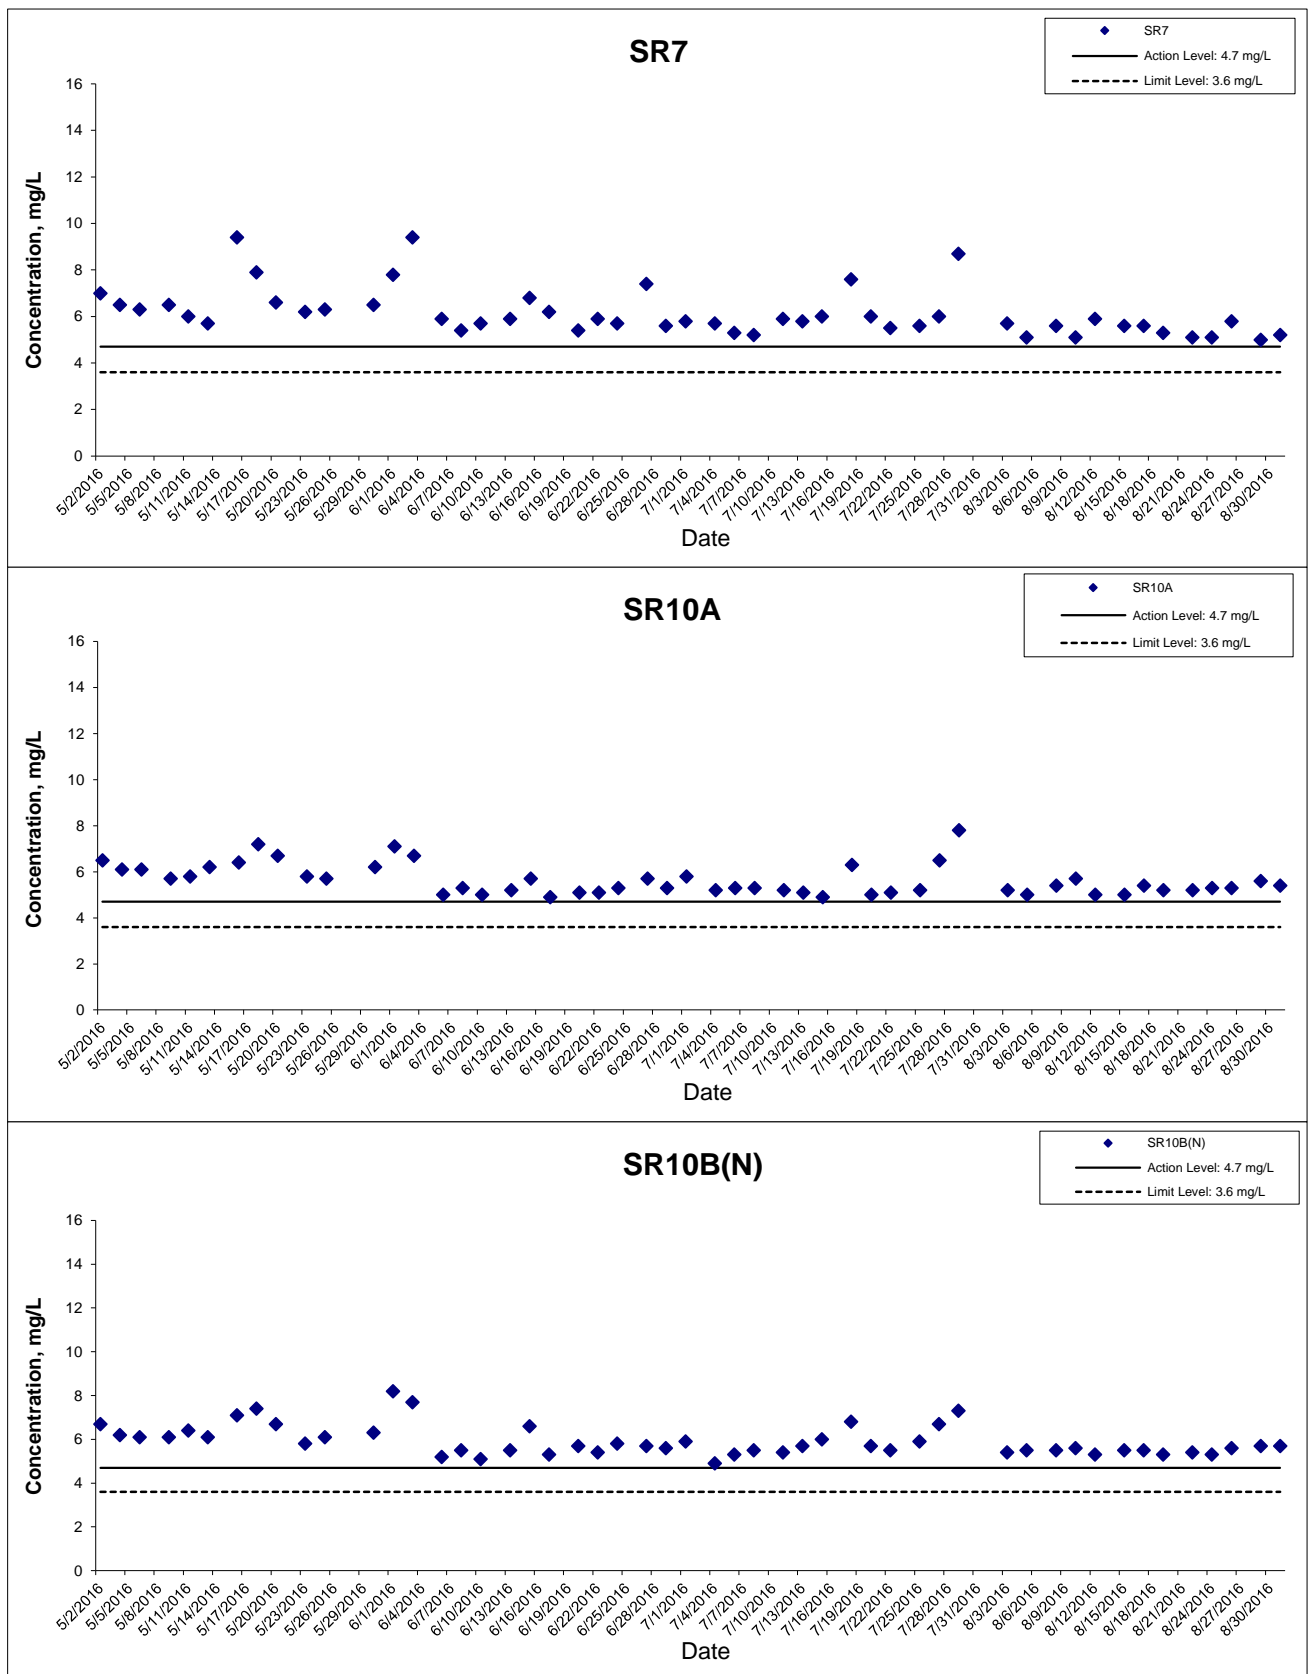 SR7
SR7
Action Level: 4.7 mg/L
Limit Level: 3.6 mg/L
Concentration, mg/L
16
14
12
10
8
6
4
2
0
5/2/2016 5/5/2016 5/8/2016 5/11/2016 5/14/2016 5/17/2016 5/20/2016 5/23/2016 5/26/2016 5/29/2016 6/1/2016 6/4/2016 6/7/2016 6/10/2016 6/13/2016 6/16/2016 6/19/2016 6/22/2016 6/25/2016 6/28/2016 7/1/2016 7/4/2016 7/7/2016 7/10/2016 7/13/2016 7/16/2016 7/19/2016 7/22/2016 7/25/2016 7/28/2016 7/31/2016 8/3/2016 8/6/2016 8/9/2016 8/12/2016 8/15/2016 8/18/2016 8/21/2016 8/24/2016 8/27/2016 8/30/2016
Date
SR10A
SR10A
Action Level: 4.7 mg/L
Limit Level: 3.6 mg/L
Concentration, mg/L
16
14
12
10
8
6
4
2
0
5/2/2016 5/5/2016 5/8/2016 5/11/2016 5/14/2016 5/17/2016 5/20/2016 5/23/2016 5/26/2016 5/29/2016 6/1/2016 6/4/2016 6/7/2016 6/10/2016 6/13/2016 6/16/2016 6/19/2016 6/22/2016 6/25/2016 6/28/2016 7/1/2016 7/4/2016 7/7/2016 7/10/2016 7/13/2016 7/16/2016 7/19/2016 7/22/2016 7/25/2016 7/28/2016 7/31/2016 8/3/2016 8/6/2016 8/9/2016 8/12/2016 8/15/2016 8/18/2016 8/21/2016 8/24/2016 8/27/2016 8/30/2016
Date
SR10B(N)
SR10B(N)
Action Level: 4.7 mg/L
Limit Level: 3.6 mg/L
Concentration, mg/L
16
14
12
10
8
6
4
2
0
5/2/2016 5/5/2016 5/8/2016 5/11/2016 5/14/2016 5/17/2016 5/20/2016 5/23/2016 5/26/2016 5/29/2016 6/1/2016 6/4/2016 6/7/2016 6/10/2016 6/13/2016 6/16/2016 6/19/2016 6/22/2016 6/25/2016 6/28/2016 7/1/2016 7/4/2016 7/7/2016 7/10/2016 7/13/2016 7/16/2016 7/19/2016 7/22/2016 7/25/2016 7/28/2016 7/31/2016 8/3/2016 8/6/2016 8/9/2016 8/12/2016 8/15/2016 8/18/2016 8/21/2016 8/24/2016 8/27/2016 8/30/2016
Date